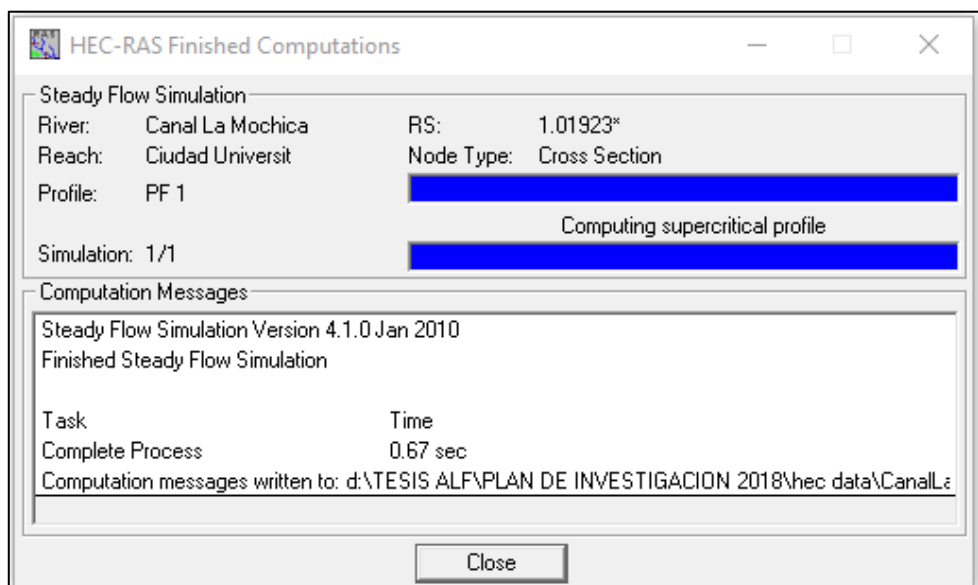 HEC-RAS Finished Computations
Steady Flow Simulation
River: Canal La Mochica RS: 1.01923*
Reach: Ciudad Universit Node Type: Cross Section
Profile: PF 1
Computing supercritical profile
Simulation: 1/1
Computation Messages
Steady Flow Simulation Version 4.1.0 Jan 2010
Finished Steady Flow Simulation
Task Time
Complete Process 0.67 sec
Computation messages written to: d:\TESIS ALF\PLAN DE INVESTIGACION 2018\hec data\CanalLa
Close